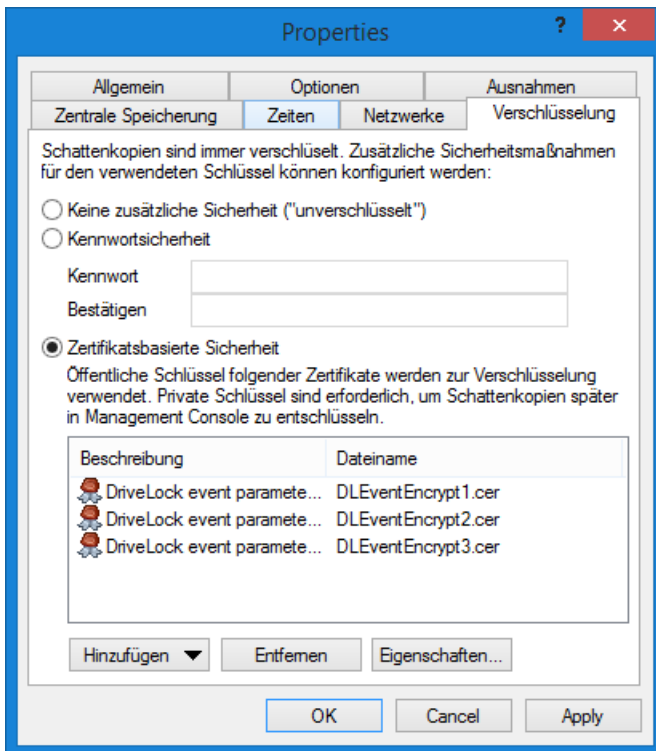 Properties
?
Allgemein
Optionen
Ausnahmen
Zentrale Speicherung
Zeiten
Netzwerke
Verschlüsselung
Schattenkopien sind immer verschlüselt. Zusätzliche Sicherheitsmaßnahmen
für den verwendeten Schlüssel können konfiguriert werden:
Keine zusätzliche Sicherheit ("unverschlüsselt")
Kennwortsicherheit
Kennwort
Bestätigen
Zertifikatsbasierte Sicherheit
Öffentliche Schlüssel folgender Zertifikate werden zur Verschlüsselung
verwendet. Private Schlüssel sind erforderlich, um Schattenkopien später
in Management Console zu entschlüsseln.
Beschreibung Dateiname
DriveLock event paramete... DLEventEncrypt1.cer
DriveLock event paramete... DLEventEncrypt2.cer
DriveLock event paramete... DLEventEncrypt3.cer
Hinzufügen
Entfernen
Eigenschaften...
OK
Cancel
Apply